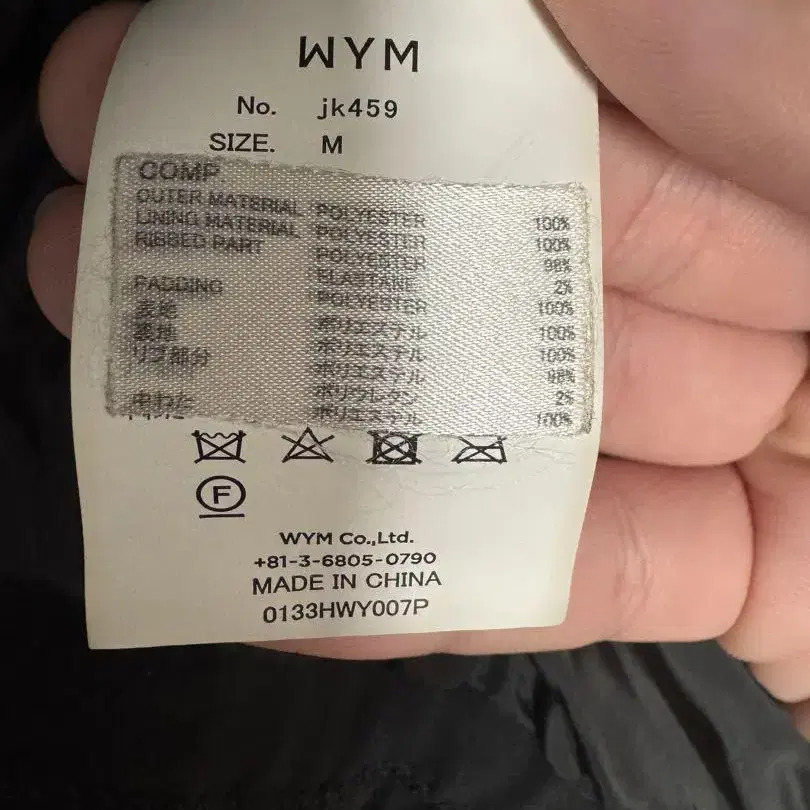 WYM
No. jk459
SIZE. M
COMP
OUTER MATERIAL POLYESTER 100%
LINING MATERIAL POLYESTER 100%
RIBBED PART POLYESTER 98%
ELASTANE 2%
PADDING POLYESTER 100%
表地 ポリエステル 100%
裏地 ポリエステル 100%
リブ部分 ポリエステル 98%
ポリウレタン 2%
中わた ポリエステル 100%
F
WYM Co.,Ltd.
+81-3-6805-0790
MADE IN CHINA
0133HWY007P